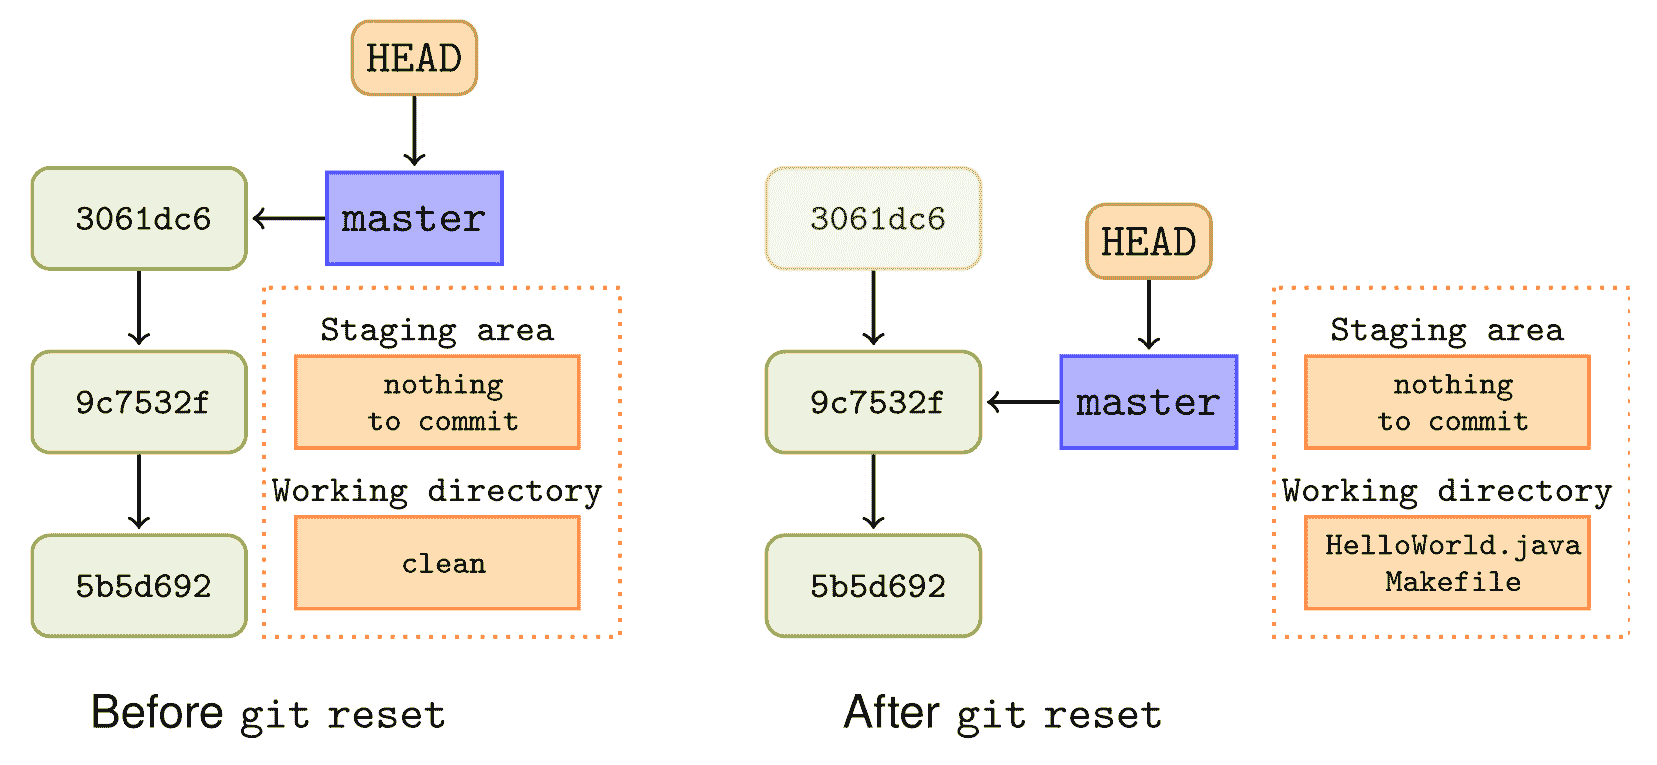 HEAD
3061dc6
master
9c7532f
5b5d692
Staging area
nothing
to commit
Working directory
clean
Before git reset
3061dc6
HEAD
9c7532f
master
5b5d692
Staging area
nothing
to commit
Working directory
HelloWorld.java
Makefile
After git reset